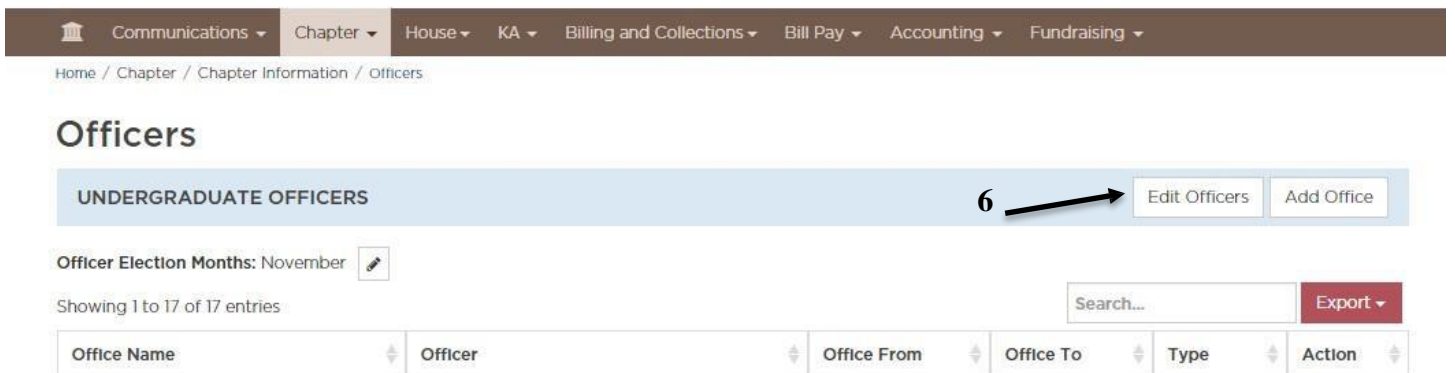 Communications Chapter House KA Billing and Collections Bill Pay Accounting Fundraising
Home / Chapter / Chapter Information / Officers
Officers
UNDERGRADUATE OFFICERS 6 Edit Officers Add Office
Officer Election Months: November
Showing 1 to 17 of 17 entries Search... Export
Office Name Officer Office From Office To Type Action